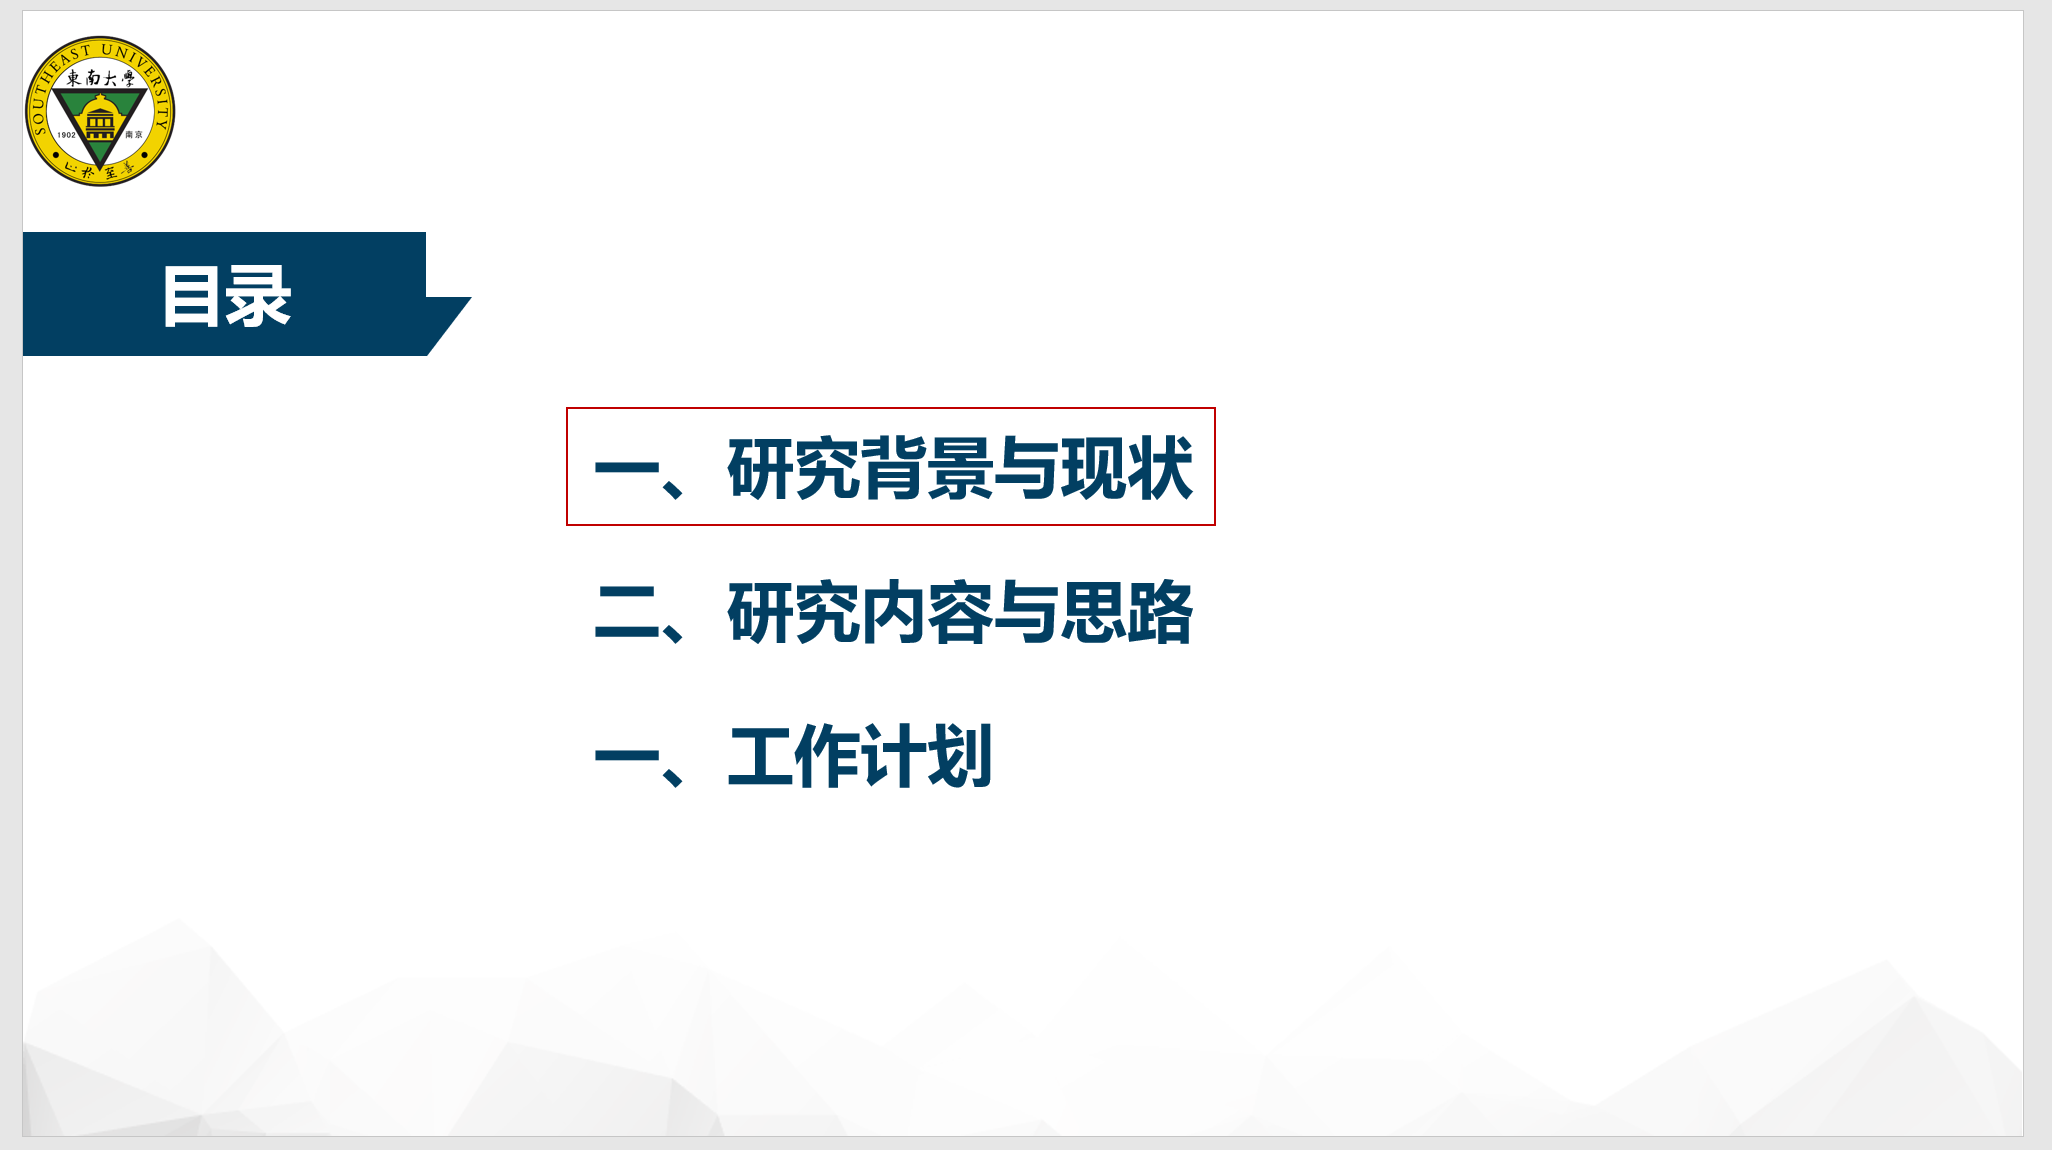 SOUTHEAST UNIVERSITY
東南大學
1902 南京
止於至善
目录
一、研究背景与现状
二、研究内容与思路
一、工作计划